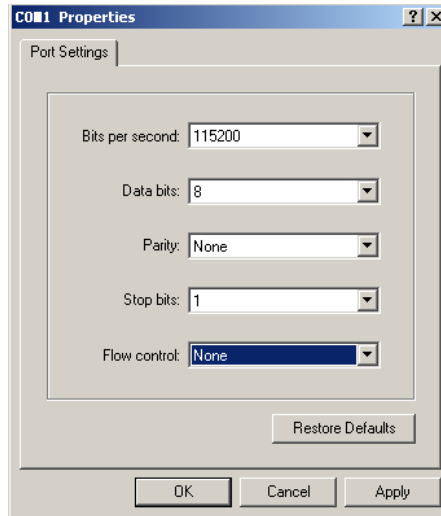 COM1 Properties
Port Settings
Bits per second: 115200
Data bits: 8
Parity: None
Stop bits: 1
Flow control: None
Restore Defaults
OK Cancel Apply